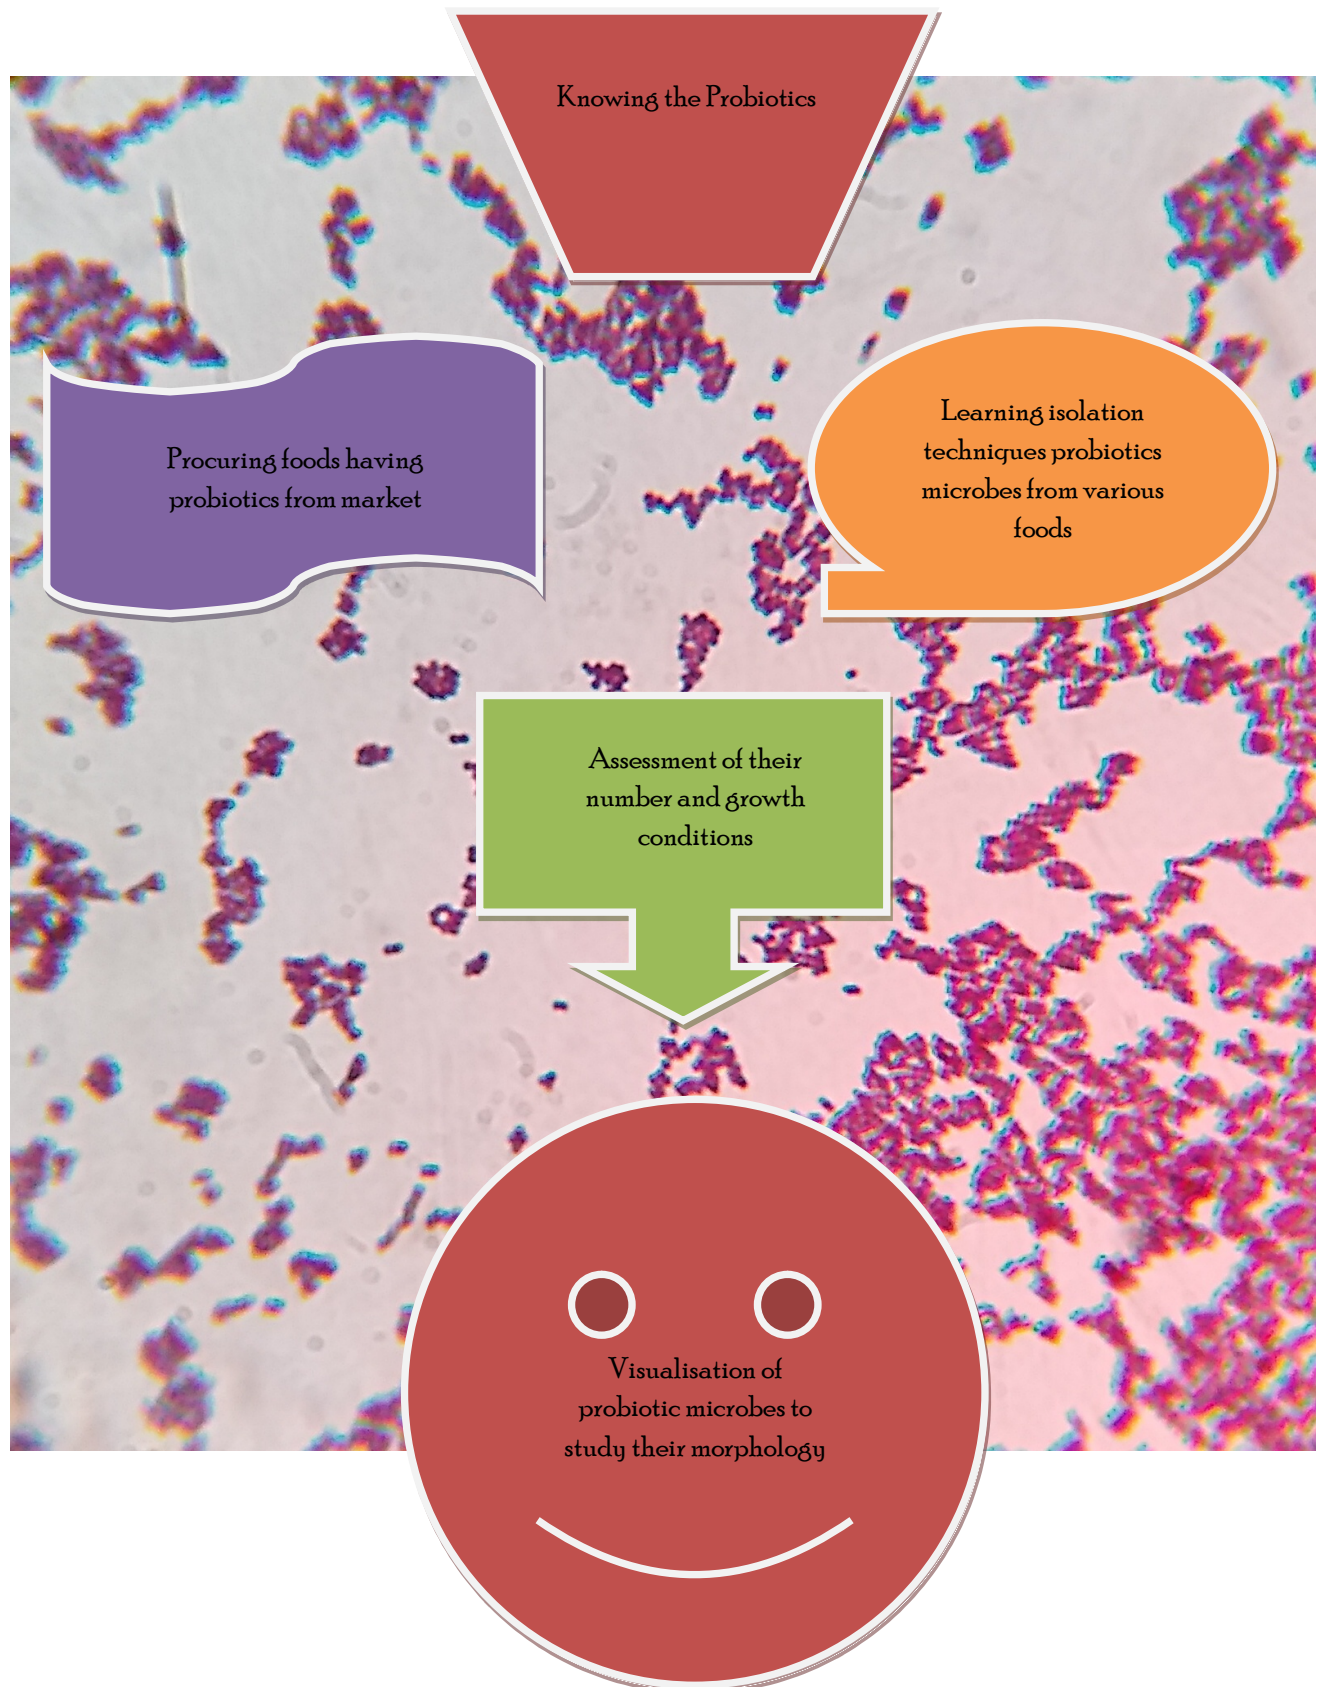 Knowing the Probiotics
Procuring foods having
probiotics from market
Learning isolation
techniques probiotics
microbes from various
foods
Assessment of their
number and growth
conditions
Visualisation of
probiotic microbes to
study their morphology